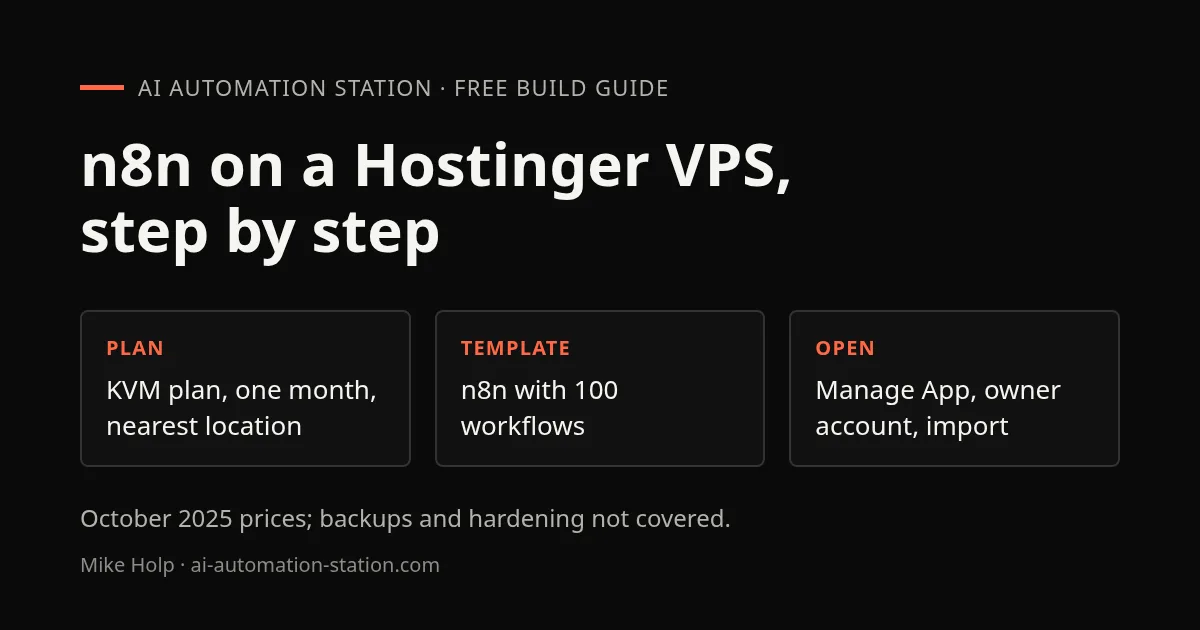 AI AUTOMATION STATION · FREE BUILD GUIDE
n8n on a Hostinger VPS,
step by step
PLAN
KVM plan, one month,
nearest location
TEMPLATE
n8n with 100
workflows
OPEN
Manage App, owner
account, import
October 2025 prices; backups and hardening not covered.
Mike Holp · ai-automation-station.com